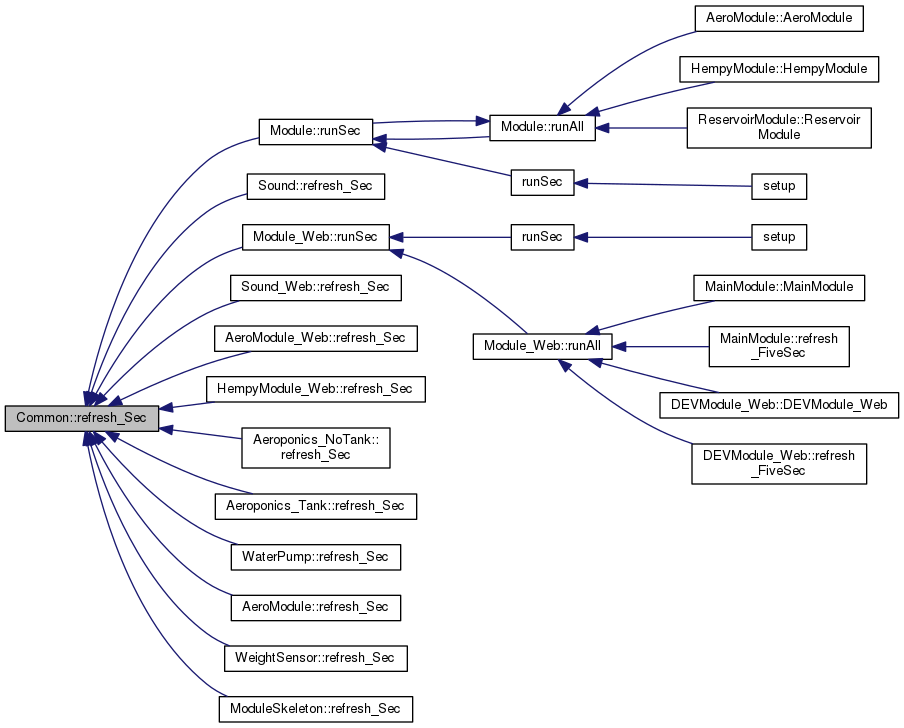 AeroModule::AeroModule
HempyModule::HempyModule
ReservoirModule::Reservoir
Module
Module::runAll
Module::runSec
runSec
setup
Sound::refresh_Sec
Module_Web::runSec
runSec
setup
Sound_Web::refresh_Sec
MainModule::MainModule
AeroModule_Web::refresh_Sec
Module_Web::runAll
MainModule::refresh
_FiveSec
HempyModule_Web::refresh_Sec
DEVModule_Web::DEVModule_Web
Common::refresh_Sec
Aeroponics_NoTank::
refresh_Sec
DEVModule_Web::refresh
_FiveSec
Aeroponics_Tank::refresh_Sec
WaterPump::refresh_Sec
AeroModule::refresh_Sec
WeightSensor::refresh_Sec
ModuleSkeleton::refresh_Sec